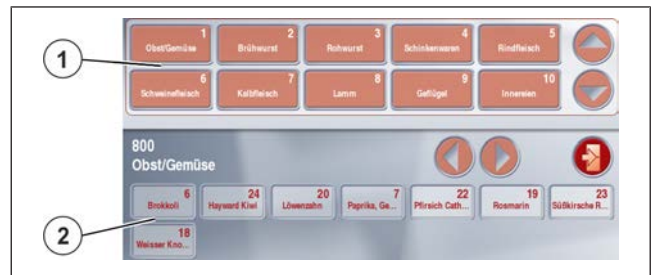 1 2 3 4 5
Obst/Gemüse Brühwurst Rohwurst Schinkenwaren Rindfleisch
1
6 7 8 9 10
Schweinefleisch Kalbfleisch Lamm Geflügel Innereien
800
Obst/Gemüse
6 24 20 7 22 19 23
Brokkoli Hayward Kiwi Löwenzahn Paprika, Ge... Pfirsich Cath... Rosmarin Süßkirsche R...
2
18
Weisser Kno...